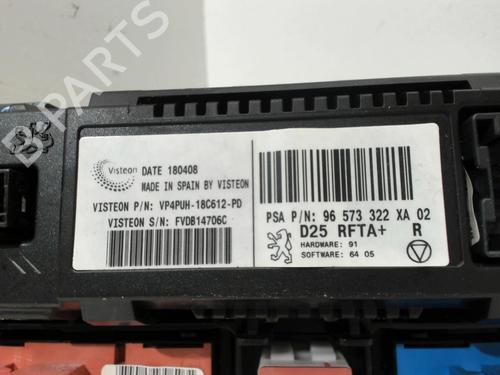 B-PARTS
Visteon
DATE 180408
MADE IN SPAIN BY VISTEON
VISTEON P/N: VP4PUH-18C612-PD
VISTEON S/N: FVDB14706C
PSA P/N: 96 573 322 XA 02
D25 RFTA+ R
HARDWARE: 91
SOFTWARE: 64 05